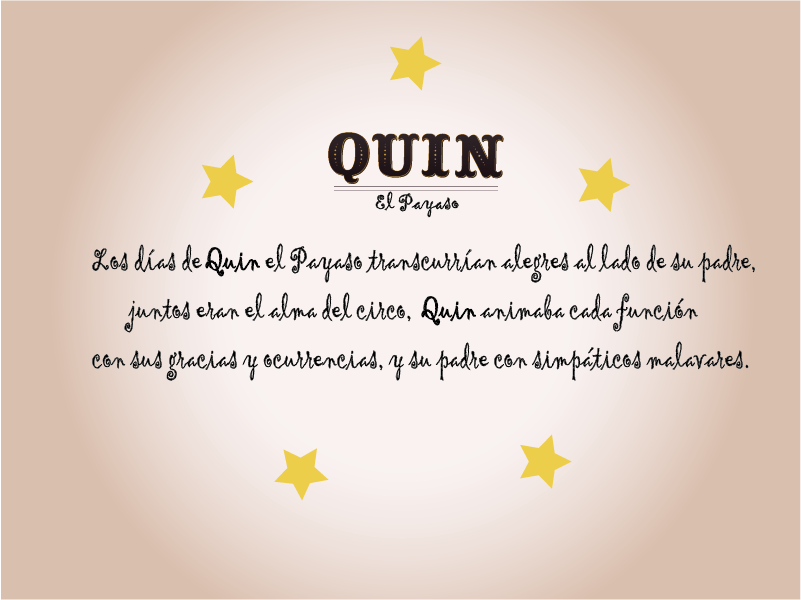 QUIN
El Payaso
Los días de Quin el Payaso transcurrían alegres al lado de su padre,
juntos eran el alma del circo, Quin animaba cada función
con sus gracias y ocurrencias, y su padre con simpáticos malavares.